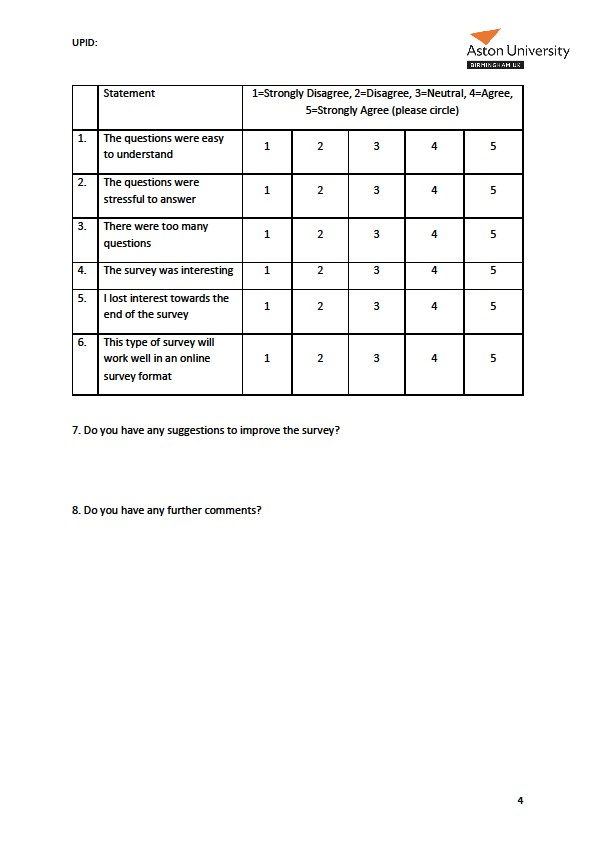 UPID:
Aston University
BIRMINGHAM UK
Statement
1=Strongly Disagree, 2=Disagree, 3=Neutral, 4=Agree,
5=Strongly Agree (please circle)
1. The questions were easy
to understand
1 2 3 4 5
2. The questions were
stressful to answer
1 2 3 4 5
3. There were too many
questions
1 2 3 4 5
4. The survey was interesting 1 2 3 4 5
5. I lost interest towards the
end of the survey
1 2 3 4 5
6. This type of survey will
work well in an online
survey format
1 2 3 4 5
7. Do you have any suggestions to improve the survey?
8. Do you have any further comments?
4